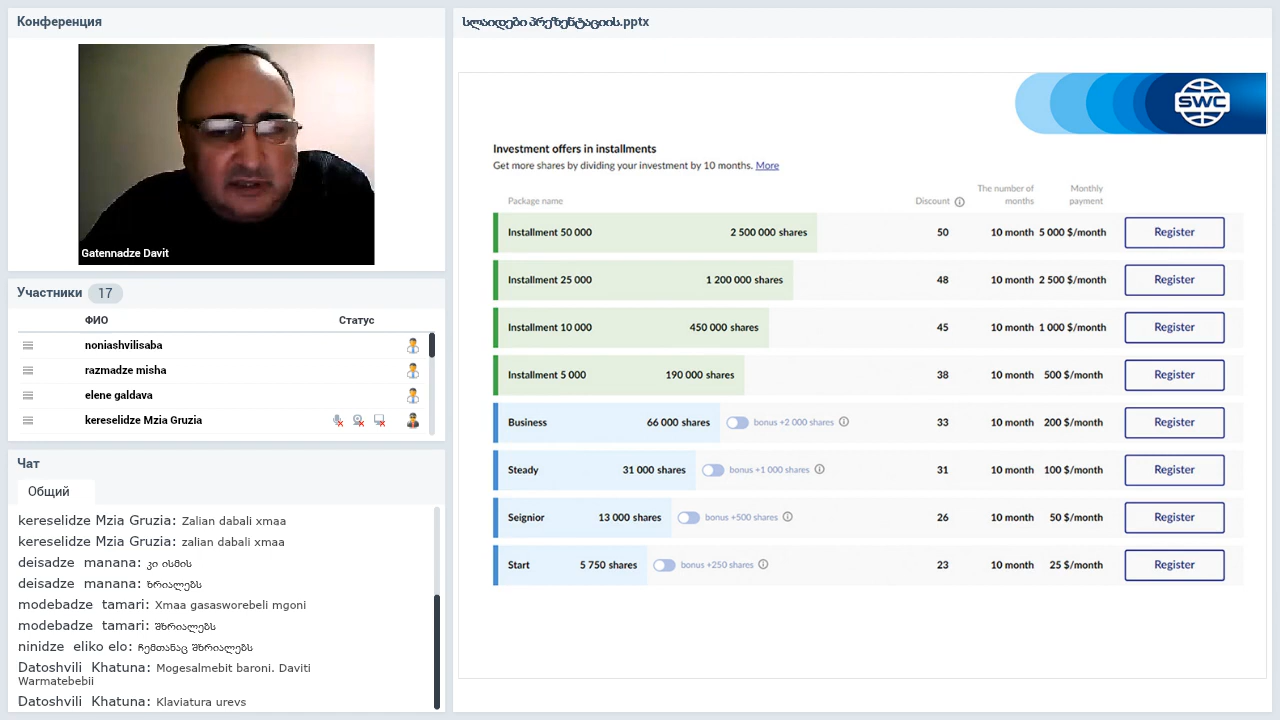 Конференция
Gatennadze Davit
Участники 17
ФИО Статус
noniashvilisaba
razmadze misha
elene galdava
kereselidze Mzia Gruzia
Чат
Общий
kereselidze Mzia Gruzia: Zalian dabali xmaa
kereselidze Mzia Gruzia: zalian dabali xmaa
deisadze manana: კი ისმის
deisadze manana: ხრიალებს
modebadze tamari: Xmaa gasasworebeli mgoni
modebadze tamari: შხრიალებს
ninidze eliko elo: ჩემთანაც შხრიალებს
Datoshvili Khatuna: Mogesalmebit baroni. Daviti
Warmatebebii
Datoshvili Khatuna: Klaviatura urevs
სლაიდები პრეზენტაციის.pptx
SWC
Investment offers in installments
Get more shares by dividing your investment by 10 months. More
Package name Discount The number of months Monthly payment
Installment 50 000 2 500 000 shares 50 10 month 5 000 $/month Register
Installment 25 000 1 200 000 shares 48 10 month 2 500 $/month Register
Installment 10 000 450 000 shares 45 10 month 1 000 $/month Register
Installment 5 000 190 000 shares 38 10 month 500 $/month Register
Business 66 000 shares bonus +2 000 shares 33 10 month 200 $/month Register
Steady 31 000 shares bonus +1 000 shares 31 10 month 100 $/month Register
Seignior 13 000 shares bonus +500 shares 26 10 month 50 $/month Register
Start 5 750 shares bonus +250 shares 23 10 month 25 $/month Register